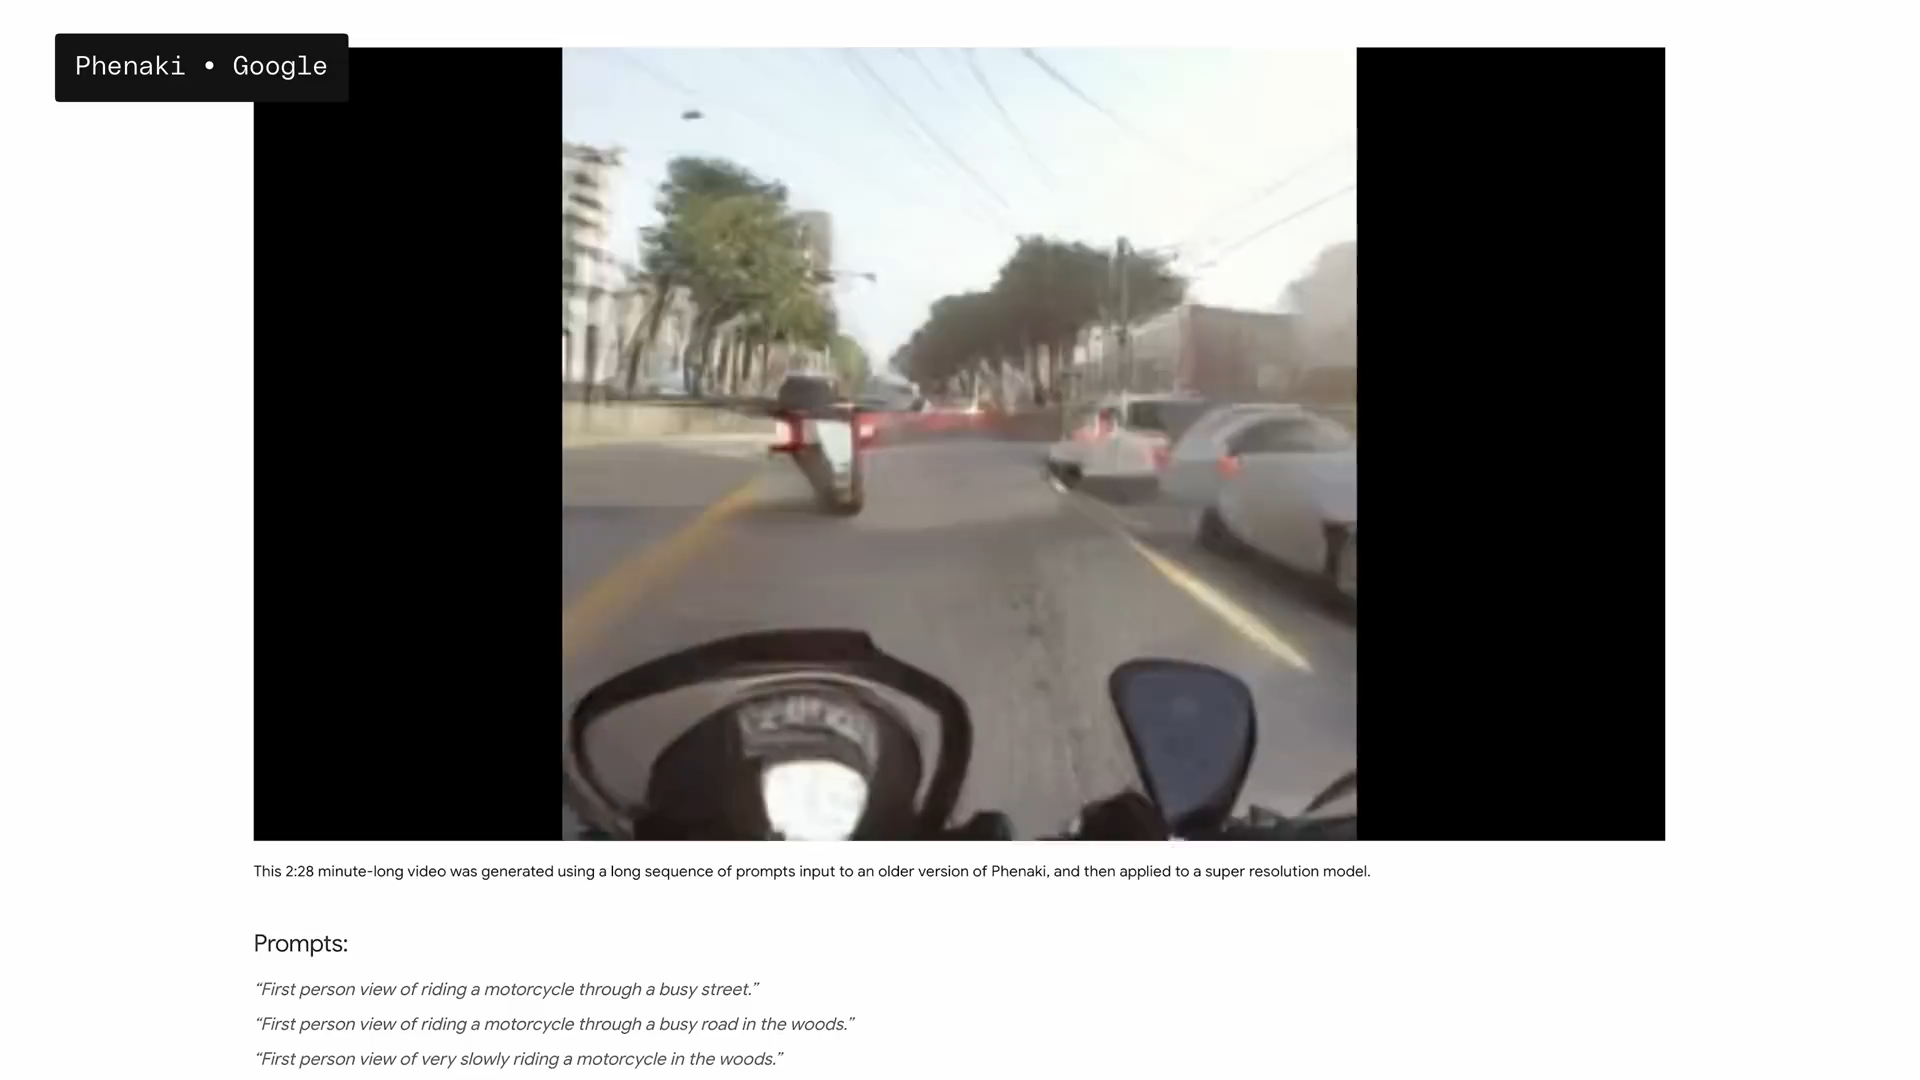 Phenaki • Google
This 2:28 minute-long video was generated using a long sequence of prompts input to an older version of Phenaki, and then applied to a super resolution model.
Prompts:
“First person view of riding a motorcycle through a busy street.”
“First person view of riding a motorcycle through a busy road in the woods.”
“First person view of very slowly riding a motorcycle in the woods.”